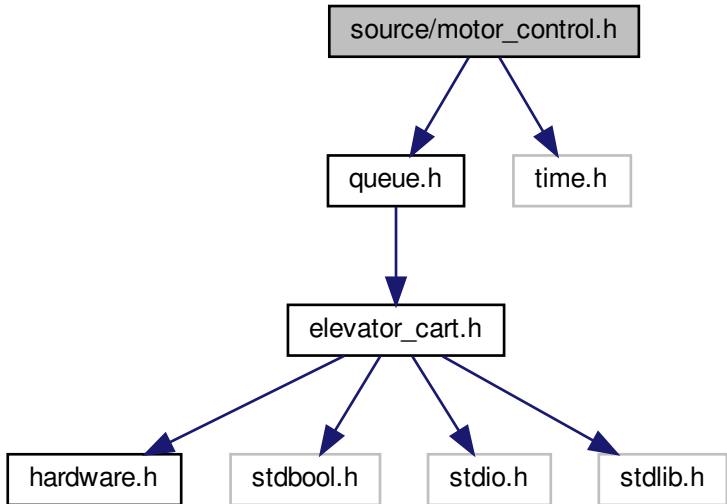 source/motor_control.h
queue.h
time.h
elevator_cart.h
hardware.h
stdbool.h
stdio.h
stdlib.h